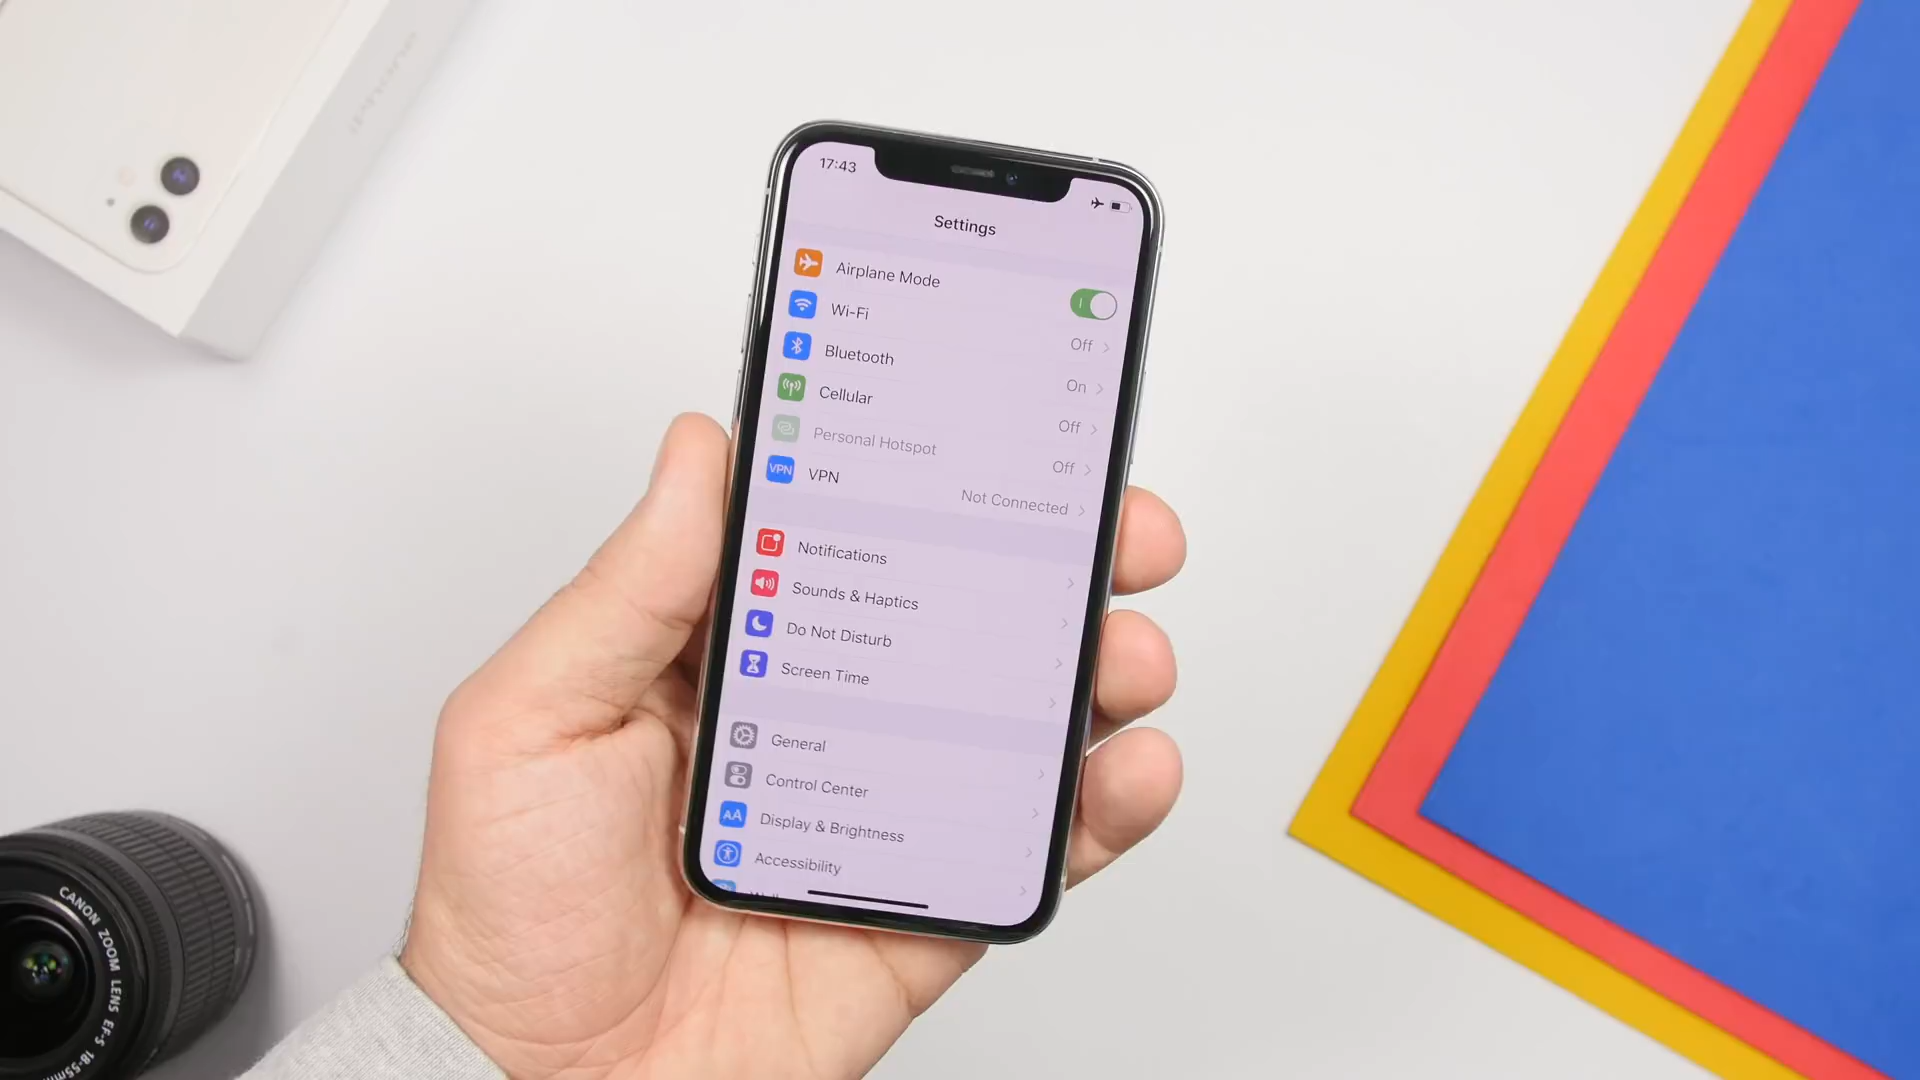 iPhone
17:43
Settings
Airplane Mode
Wi-Fi
Off
Bluetooth
On
Cellular
Off
Personal Hotspot
Off
VPN
VPN
Not Connected
Notifications
Sounds & Haptics
Do Not Disturb
Screen Time
General
Control Center
AA
Display & Brightness
Accessibility
CANON ZOOM LENS EF-S 18-55mm